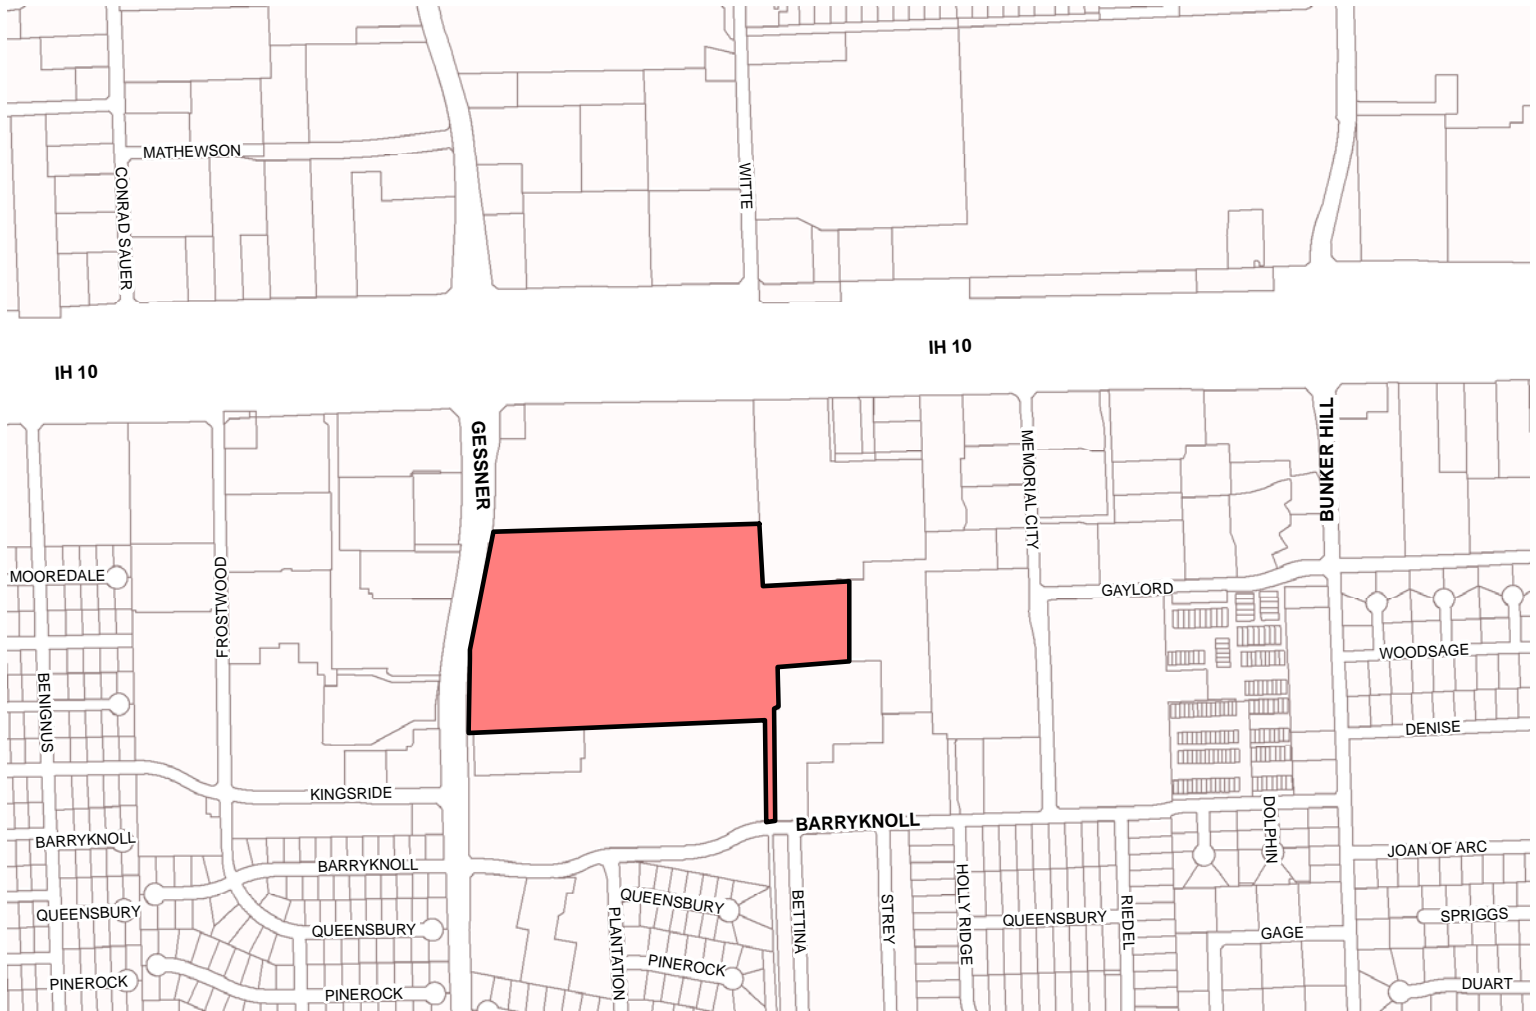 MATHEWSON
CONRAD SAUER
WITTE
IH 10
IH 10
GESSNER
MEMORIAL CITY
BUNKER HILL
MOOREDALE
FROSTWOOD
GAYLORD
WOODSAGE
BENIGNUS
DENISE
KINGSRIDE
BARRYKNOLL
DOLPHIN
BARRYKNOLL
BARRYKNOLL
JOAN OF ARC
QUEENSBURY
QUEENSBURY
QUEENSBURY
PLANTATION
BETTINA
STREY
HOLLY RIDGE
QUEENSBURY
RIEDEL
GAGE
SPRIGGS
PINEROCK
PINEROCK
PINEROCK
DUART